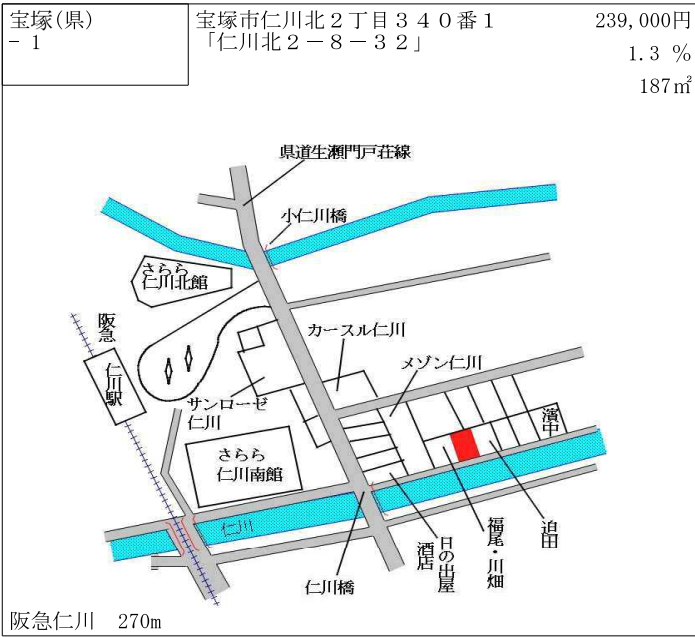 宝塚(県)
－１
宝塚市仁川北２丁目３４０番１
「仁川北２－８－３２」
239,000円
1.3 %
187㎡
県道生瀬門戸荘線
小仁川橋
さらら
仁川北館
阪急
仁川駅
カースル仁川
メゾン仁川
サンローゼ
仁川
さらら
仁川南館
濱中
仁川
仁川橋
日の出屋
酒店
福尾・川畑
迫田
阪急仁川　270m